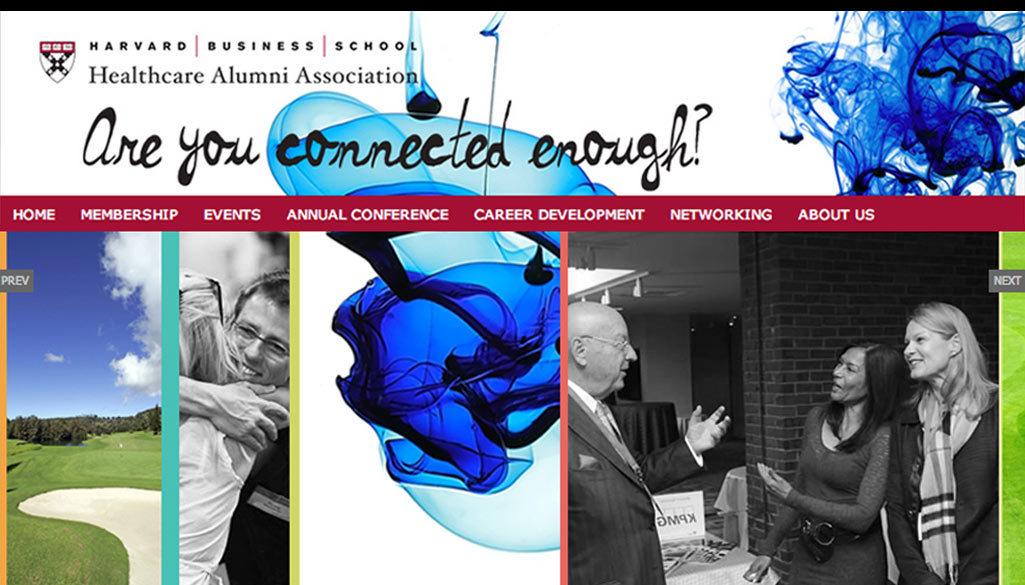 HARVARD | BUSINESS | SCHOOL
Healthcare Alumni Association
Are you connected enough?
HOME MEMBERSHIP EVENTS ANNUAL CONFERENCE CAREER DEVELOPMENT NETWORKING ABOUT US
PREV
NEXT
KPMG